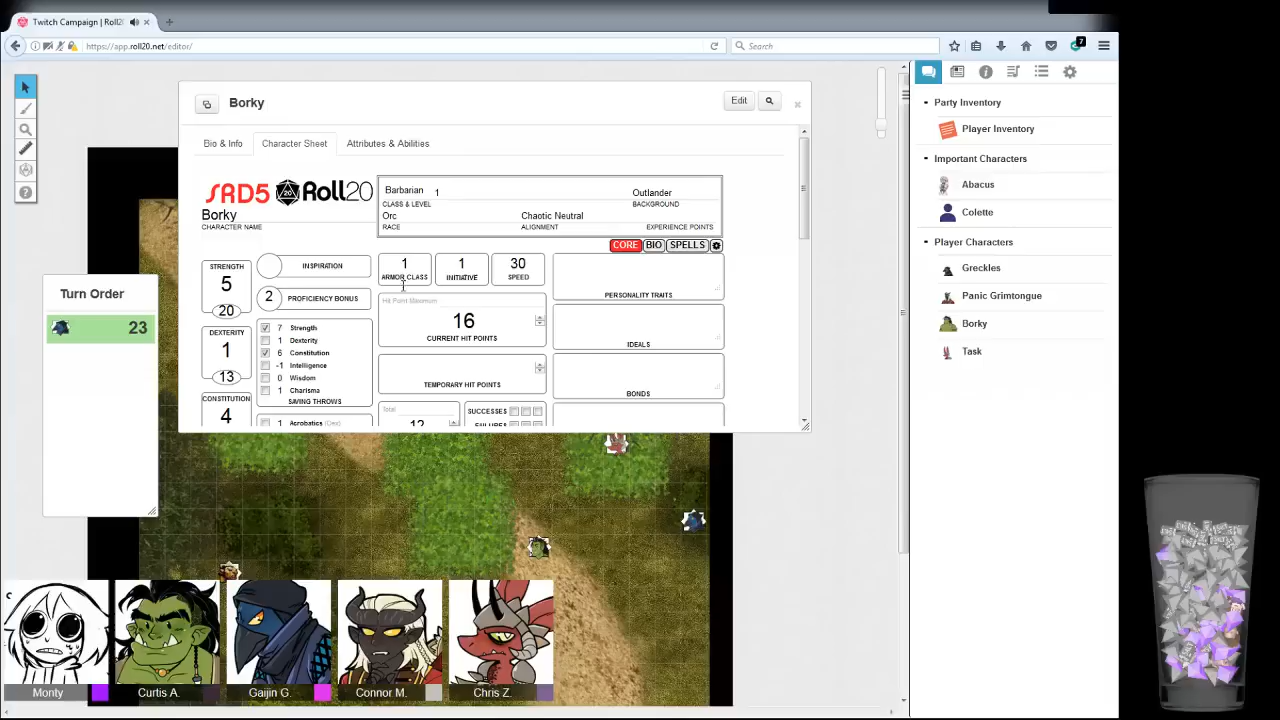 Twitch Campaign | Roll20
https://app.roll20.net/editor/
Search
7
Borky
Edit
Bio & Info
Character Sheet
Attributes & Abilities
SRD5 Roll20
Borky
CHARACTER NAME
Barbarian 1
CLASS & LEVEL
Outlander
BACKGROUND
Orc
RACE
Chaotic Neutral
ALIGNMENT
EXPERIENCE POINTS
CORE BIO SPELLS
STRENGTH
5
20
DEXTERITY
1
13
CONSTITUTION
4
INSPIRATION
2 PROFICIENCY BONUS
7 Strength
1 Dexterity
6 Constitution
-1 Intelligence
0 Wisdom
1 Charisma
SAVING THROWS
1 Acrobatics (Dex)
1
ARMOR CLASS
1
INITIATIVE
30
SPEED
Hit Point Maximum
16
CURRENT HIT POINTS
TEMPORARY HIT POINTS
Total
12
SUCCESSES
FAILURES
PERSONALITY TRAITS
IDEALS
BONDS
Turn Order
23
Party Inventory
Player Inventory
Important Characters
Abacus
Colette
Player Characters
Greckles
Panic Grimtongue
Borky
Task
Monty
Curtis A.
Gaijin G.
Connor M.
Chris Z.